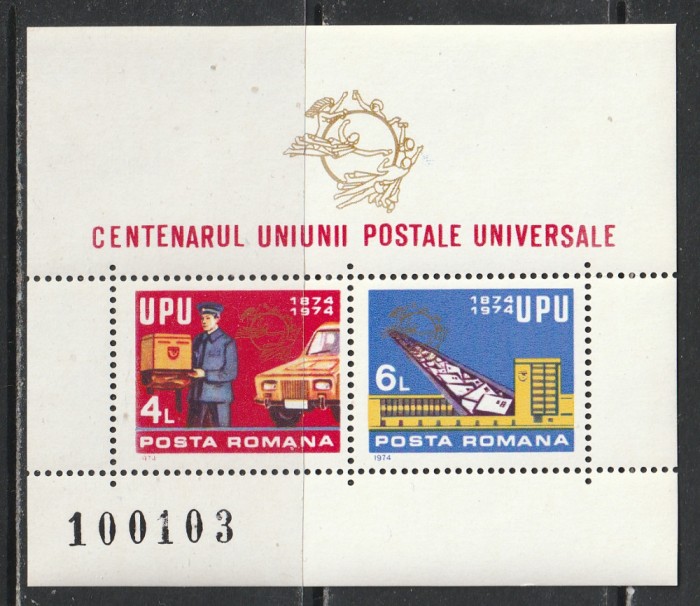 CENTENARUL UNIUNII POSTALE UNIVERSALE
UPU 1874
1974
4L
POSTA ROMANA
1974
1874
1974 UPU
6L
POSTA ROMANA
1974
100103